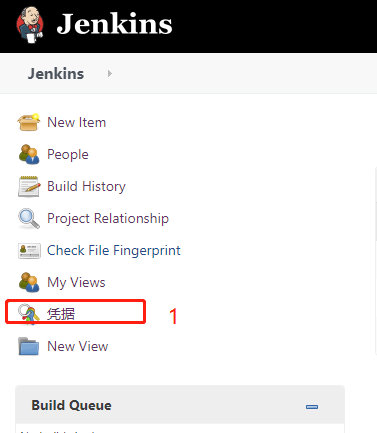 Jenkins
Jenkins
New Item
People
Build History
Project Relationship
Check File Fingerprint
My Views
凭据
1
New View
Build Queue